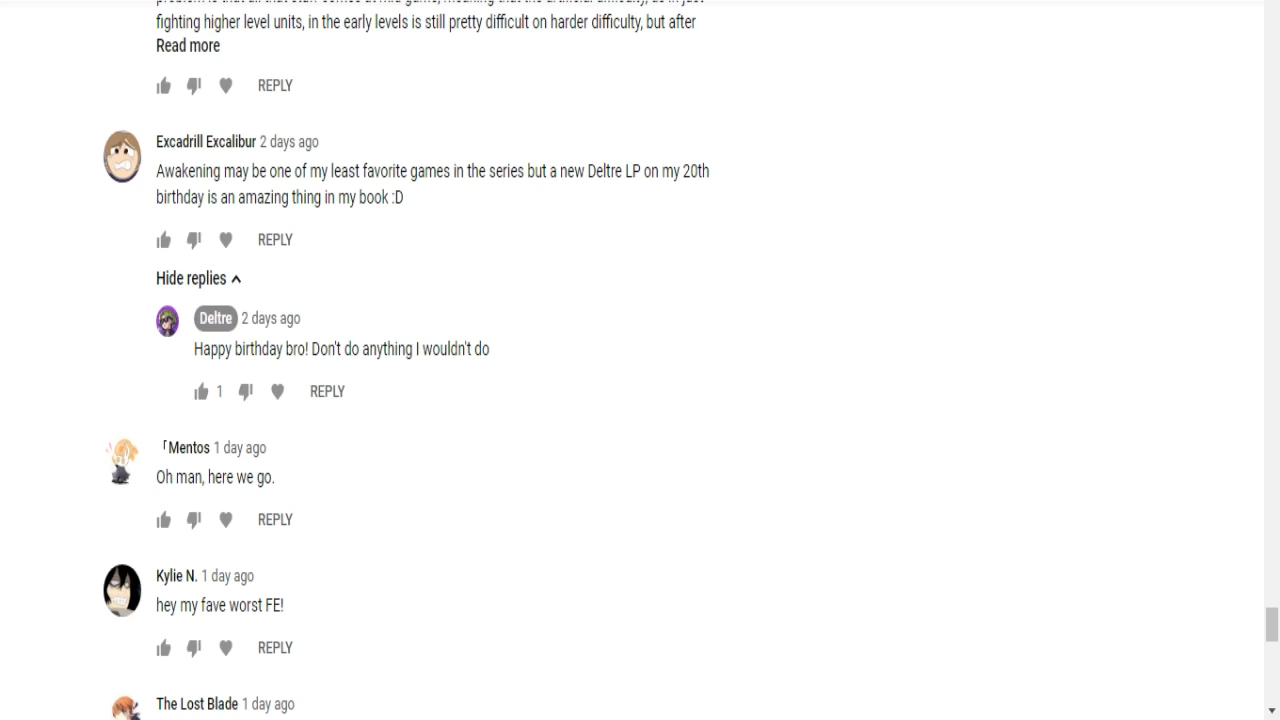 fighting higher level units, in the early levels is still pretty difficult on harder difficulty, but after
Read more
REPLY
Excadrill Excalibur 2 days ago
Awakening may be one of my least favorite games in the series but a new Deltre LP on my 20th
birthday is an amazing thing in my book :D
REPLY
Hide replies
Deltre 2 days ago
Happy birthday bro! Don't do anything I wouldn't do
1 REPLY
「Mentos 1 day ago
Oh man, here we go.
REPLY
Kylie N. 1 day ago
hey my fave worst FE!
REPLY
The Lost Blade 1 day ago